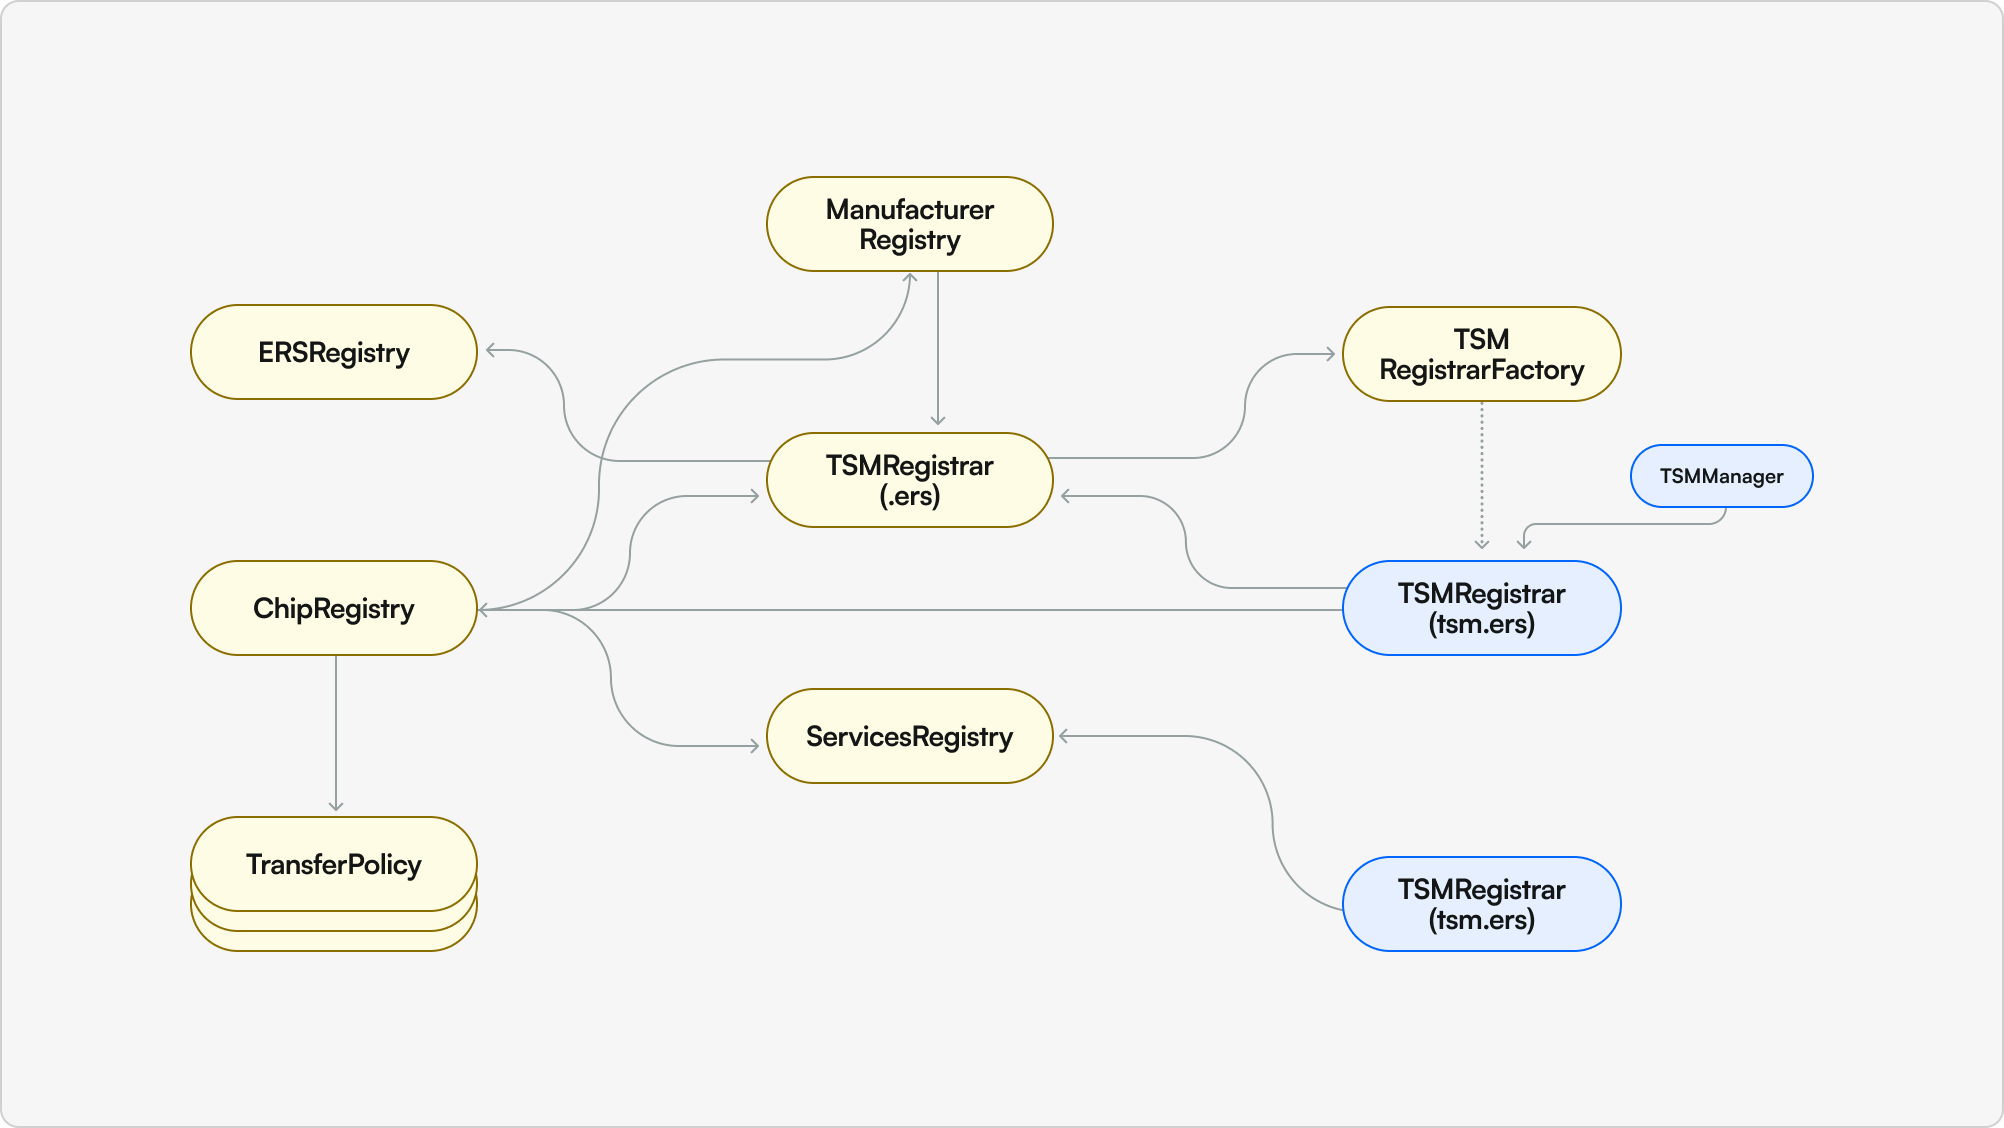 Manufacturer
Registry
ERSRegistry
TSM
RegistrarFactory
TSMRegistrar
(.ers)
TSMManager
ChipRegistry
TSMRegistrar
(tsm.ers)
ServicesRegistry
TransferPolicy
TSMRegistrar
(tsm.ers)